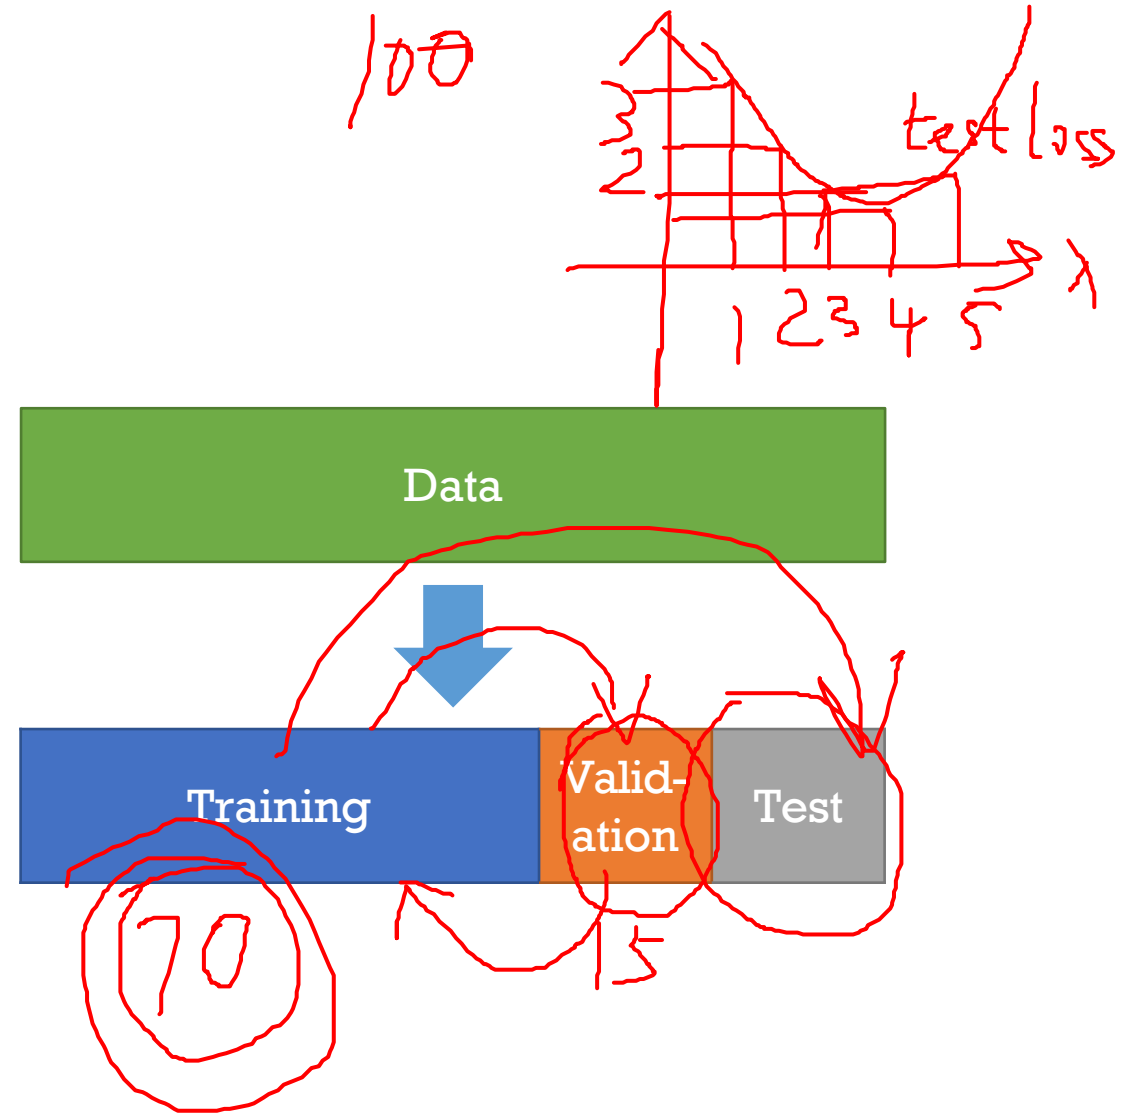 100
3
2
test loss
λ
1 2 3 4 5
Data
Training
Valid-
ation
Test
70
15